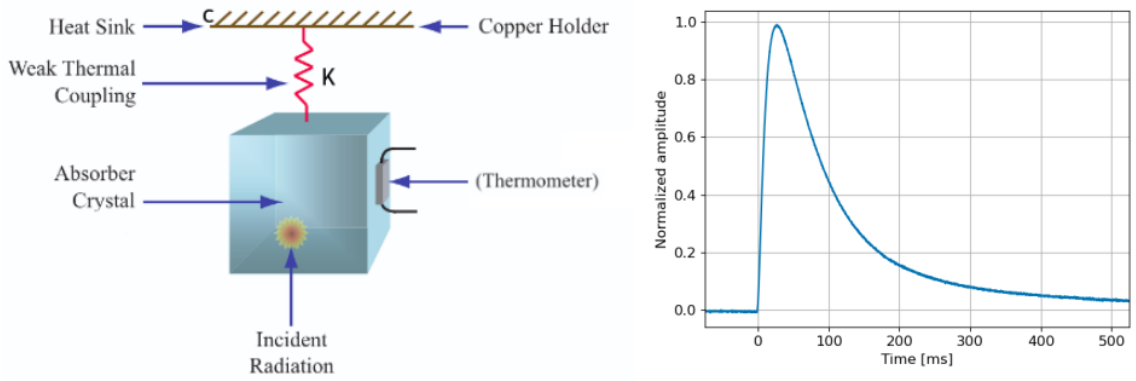 Heat Sink
C
Copper Holder
Weak Thermal
Coupling
K
Absorber
Crystal
(Thermometer)
Incident
Radiation
Normalized amplitude
1.0
0.8
0.6
0.4
0.2
0.0
0
100
200
300
400
500
Time [ms]